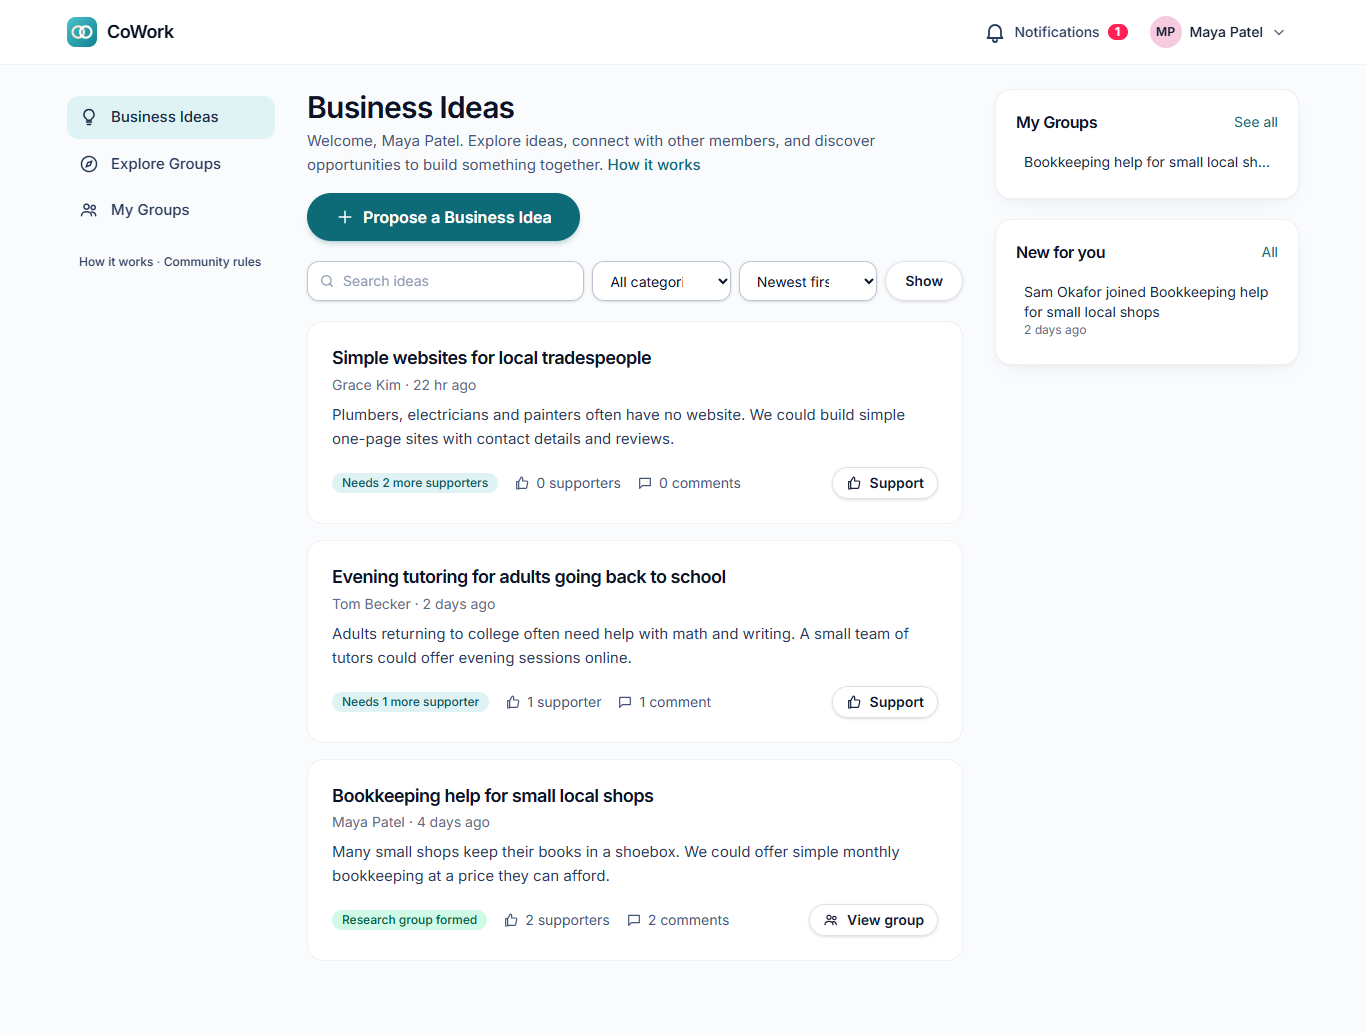 CoWork
Notifications 1
MP Maya Patel
Business Ideas
Explore Groups
My Groups
How it works · Community rules
Business Ideas
Welcome, Maya Patel. Explore ideas, connect with other members, and discover
opportunities to build something together. How it works
Propose a Business Idea
Search ideas
All categori
Newest firs
Show
Simple websites for local tradespeople
Grace Kim · 22 hr ago
Plumbers, electricians and painters often have no website. We could build simple
one-page sites with contact details and reviews.
Needs 2 more supporters 0 supporters 0 comments Support
Evening tutoring for adults going back to school
Tom Becker · 2 days ago
Adults returning to college often need help with math and writing. A small team of
tutors could offer evening sessions online.
Needs 1 more supporter 1 supporter 1 comment Support
Bookkeeping help for small local shops
Maya Patel · 4 days ago
Many small shops keep their books in a shoebox. We could offer simple monthly
bookkeeping at a price they can afford.
Research group formed 2 supporters 2 comments View group
My Groups See all
Bookkeeping help for small local sh...
New for you All
Sam Okafor joined Bookkeeping help
for small local shops
2 days ago